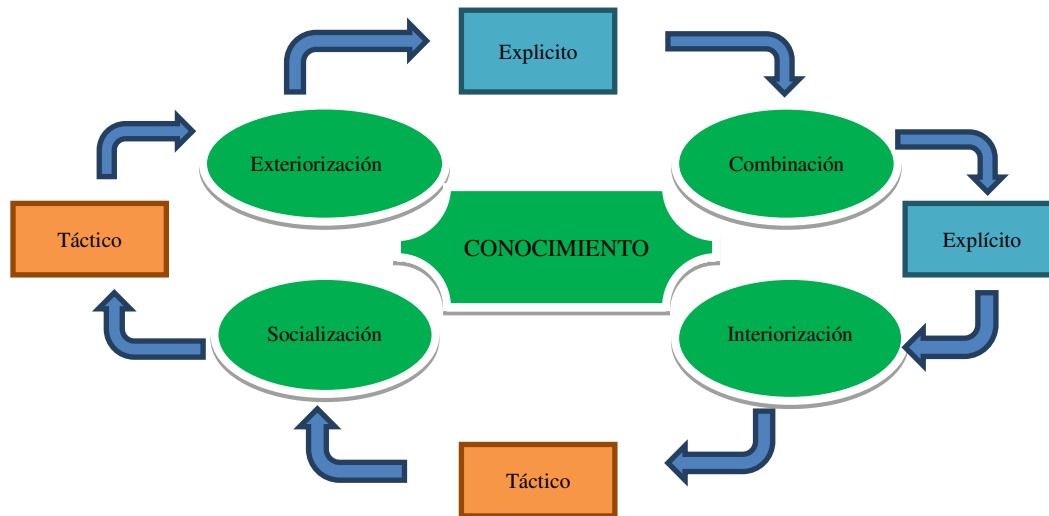 Explicito
Exteriorización
Combinación
Táctico
CONOCIMIENTO
Explícito
Socialización
Interiorización
Táctico